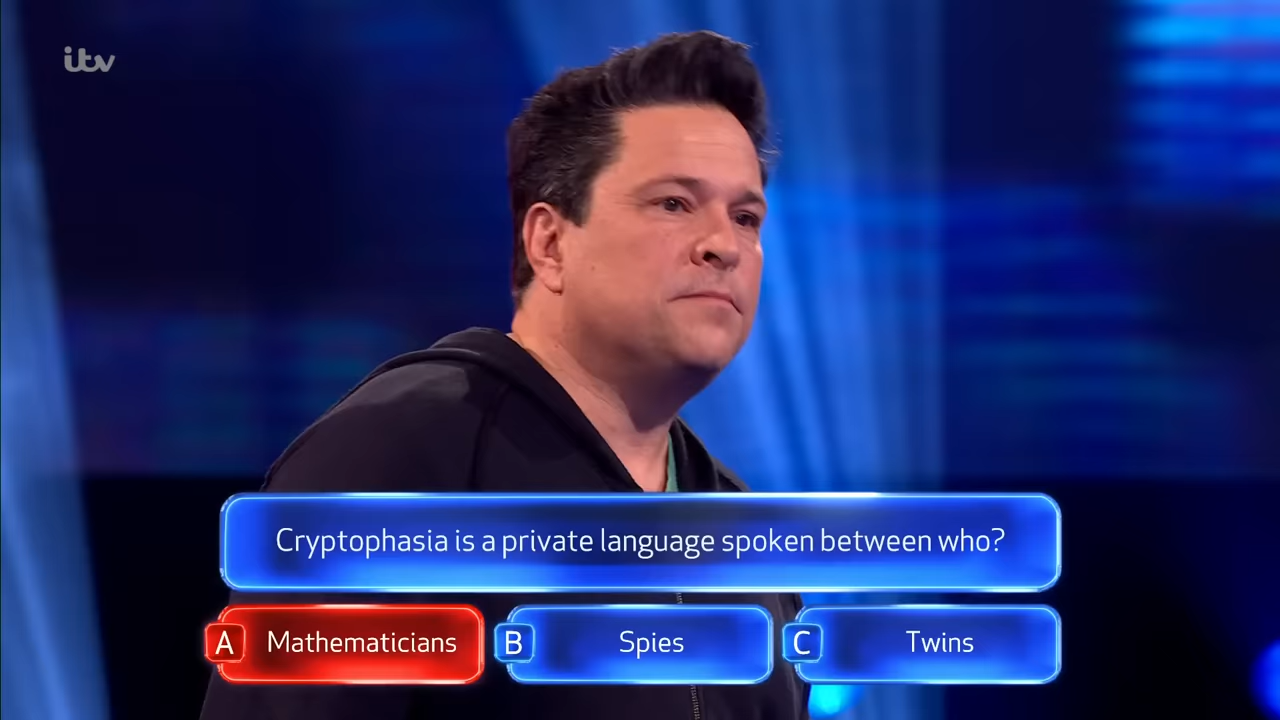 itv
Cryptophasia is a private language spoken between who?
A Mathematicians
B Spies
C Twins